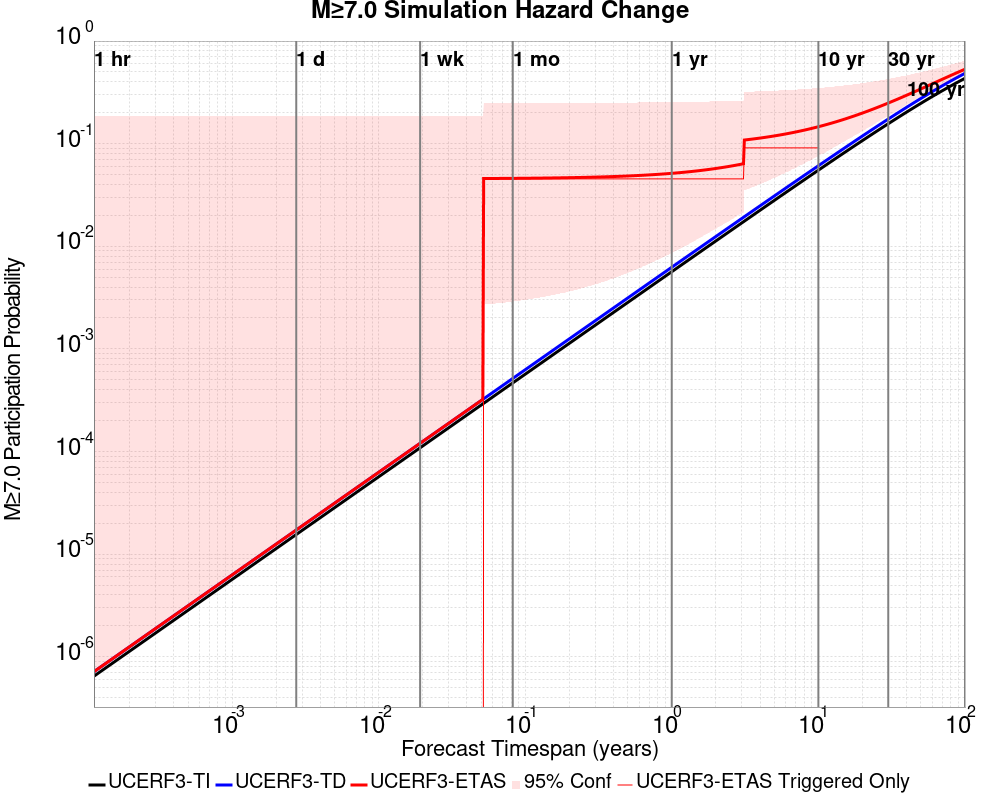 M≥7.0 Simulation Hazard Change
10^0
10^-1
10^-2
10^-3
10^-4
10^-5
10^-6
M≥7.0 Participation Probability
1 hr
1 d
1 wk
1 mo
1 yr
10 yr
30 yr
100 yr
10^-3
10^-2
10^-1
10^0
10^1
10^2
Forecast Timespan (years)
UCERF3-TI
UCERF3-TD
UCERF3-ETAS
95% Conf
UCERF3-ETAS Triggered Only